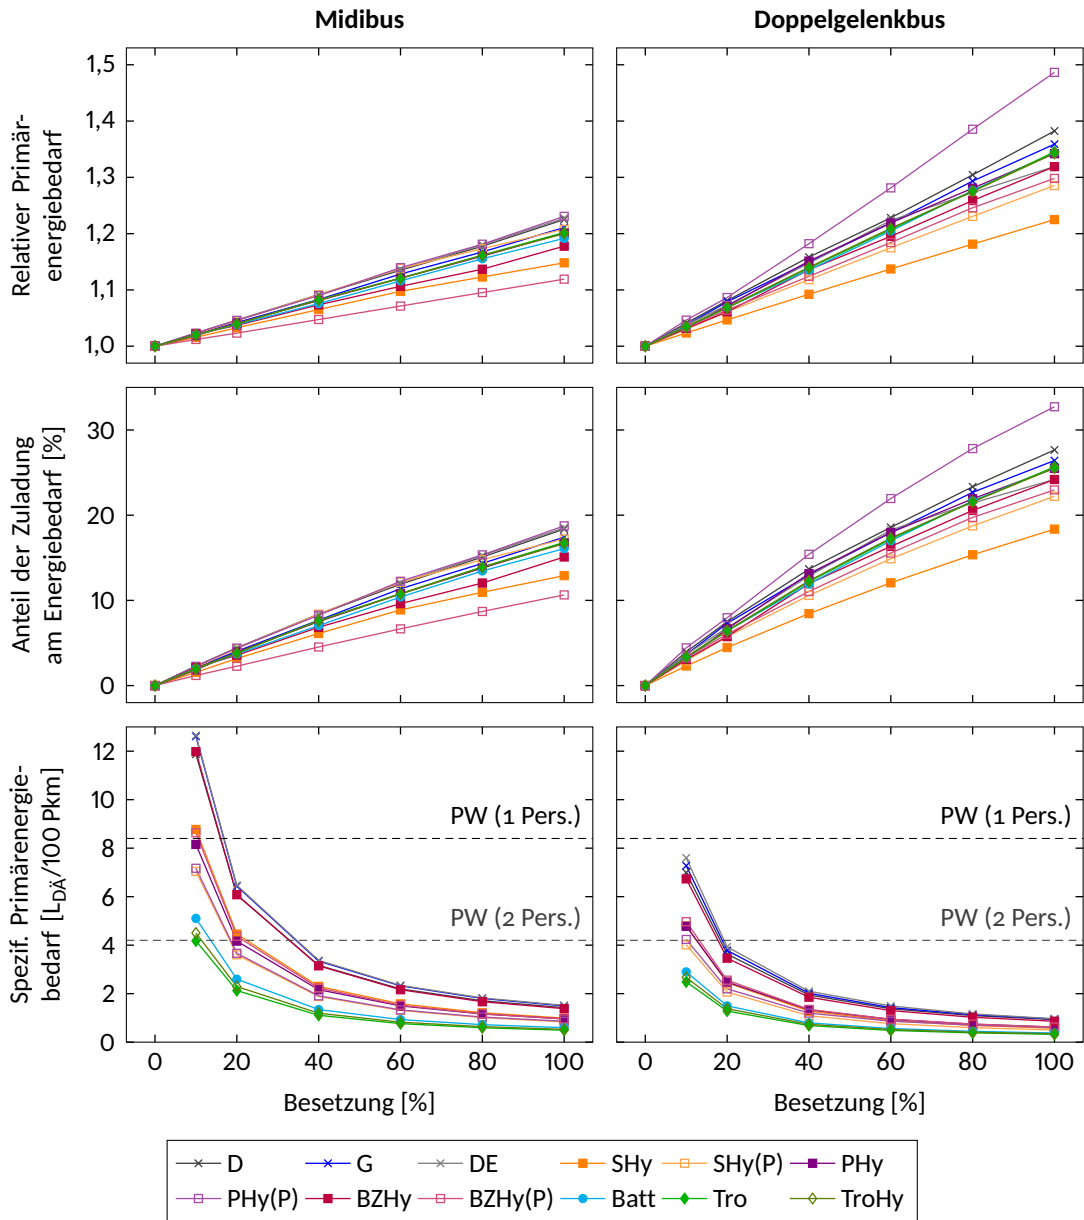 Midibus
Doppelgelenkbus
Relativer Primär-
energiebedarf
1,5
1,4
1,3
1,2
1,1
1,0
Anteil der Zuladung
am Energiebedarf [%]
30
20
10
0
Spezif. Primärenergie-
bedarf [L_DÄ/100 Pkm]
12
10
8
6
4
2
0
PW (1 Pers.)
PW (2 Pers.)
PW (1 Pers.)
PW (2 Pers.)
0 20 40 60 80 100
0 20 40 60 80 100
Besetzung [%]
Besetzung [%]
D G DE SHy SHy(P) PHy
PHy(P) BZHy BZHy(P) Batt Tro TroHy